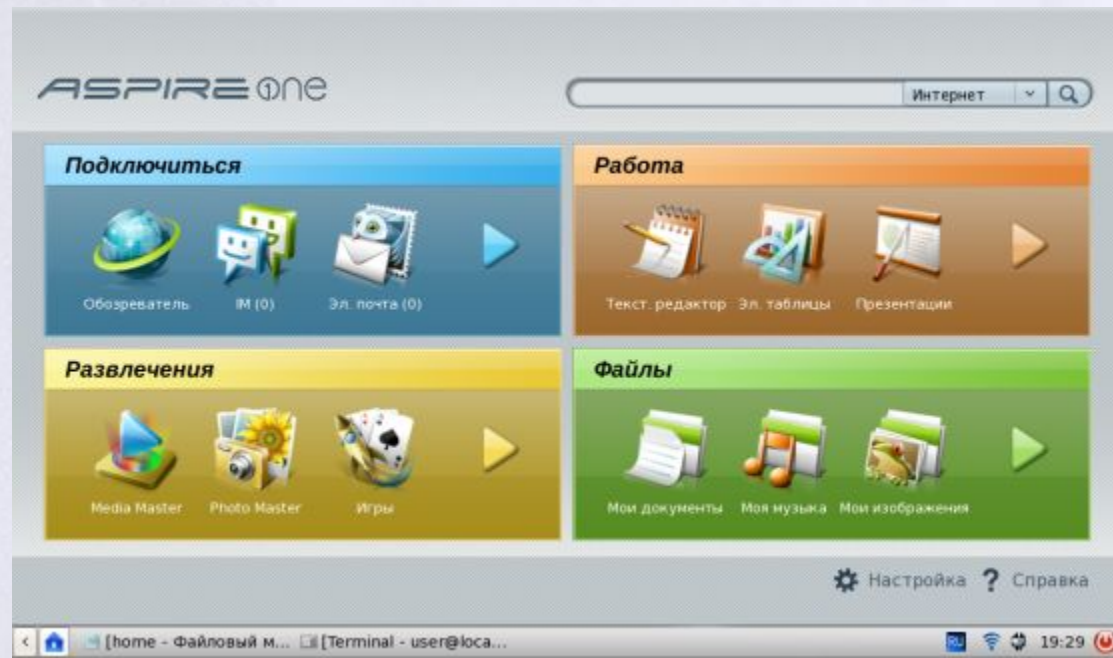 ASPIRE one
Интернет
Подключиться
Обозреватель IM (0) Эл. почта (0)
Работа
Текст. редактор Эл. таблицы Презентации
Развлечения
Media Master Photo Master Игры
Файлы
Мои документы Моя музыка Мои изображения
Настройка ? Справка
[home - Файловый м... [Terminal - user@loca... RU 19:29